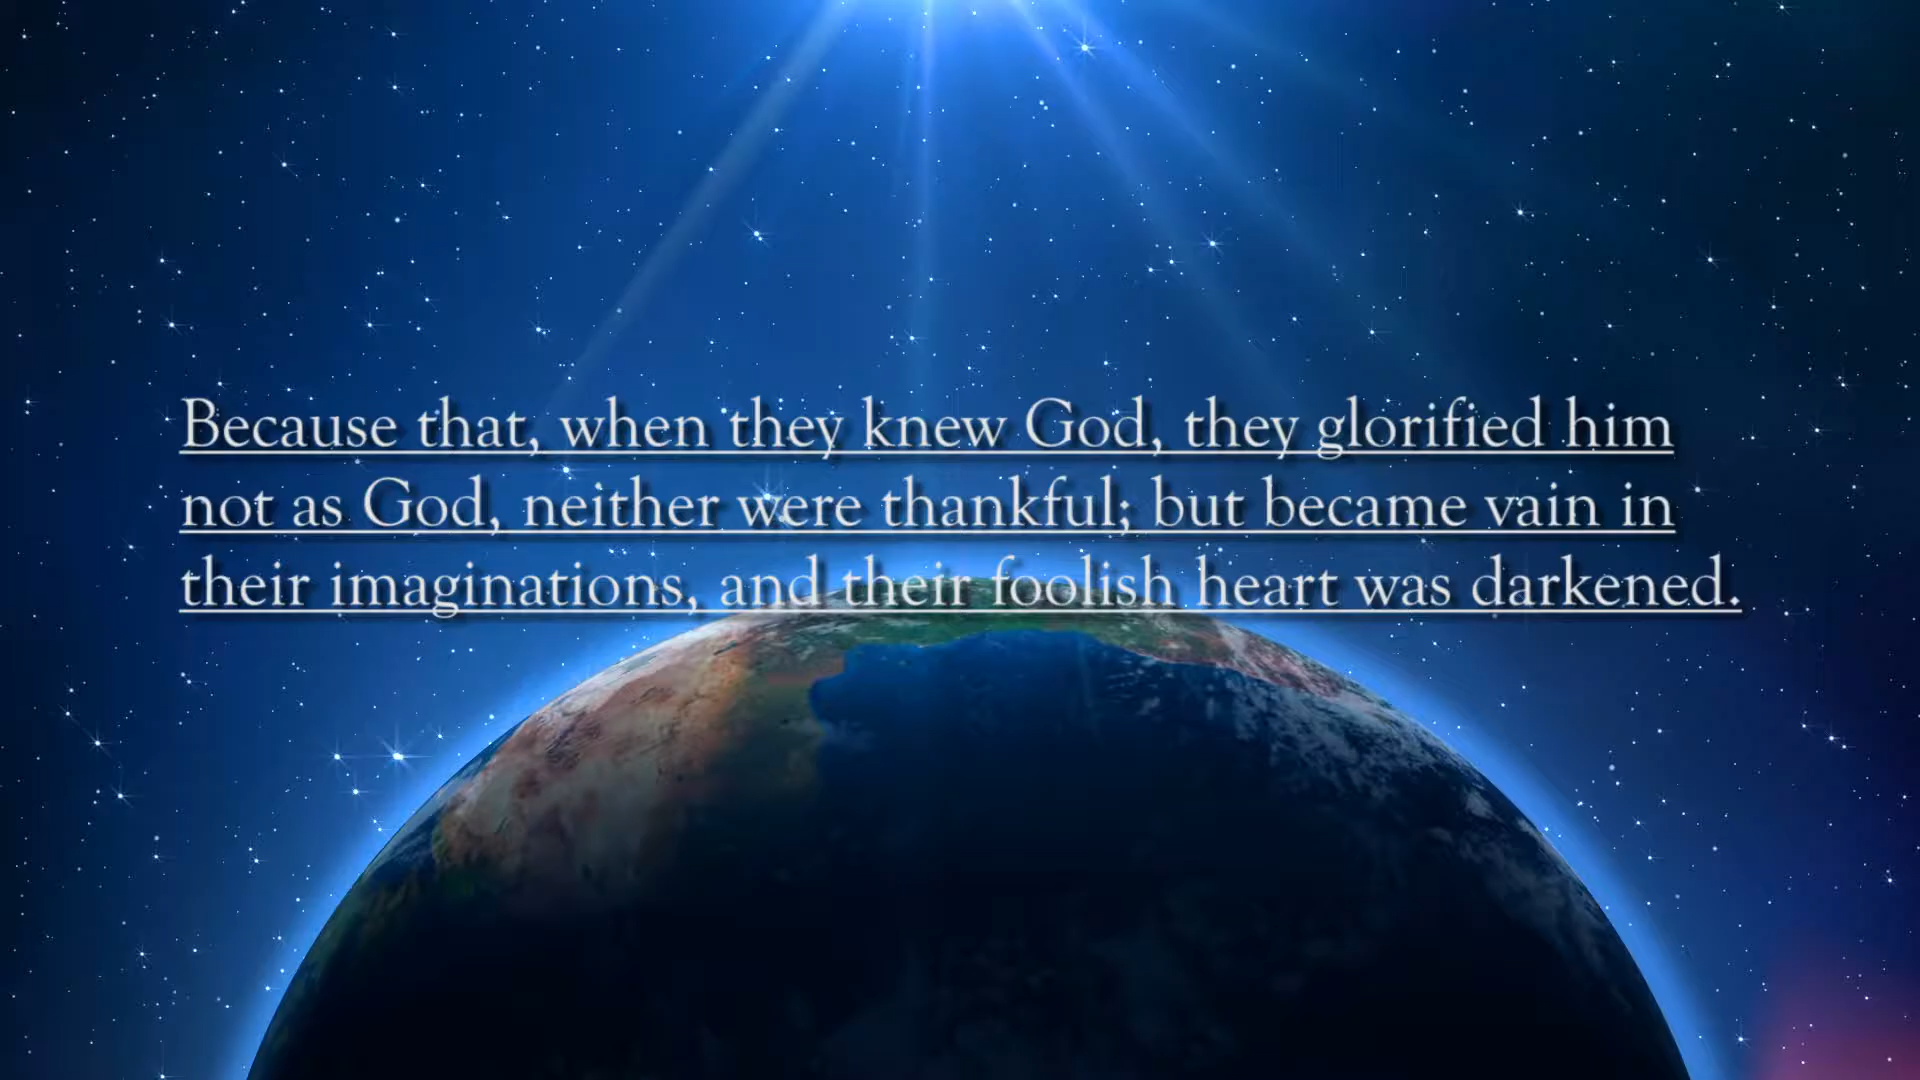 Because that, when they knew God, they glorified him
not as God, neither were thankful; but became vain in
their imaginations, and their foolish heart was darkened.